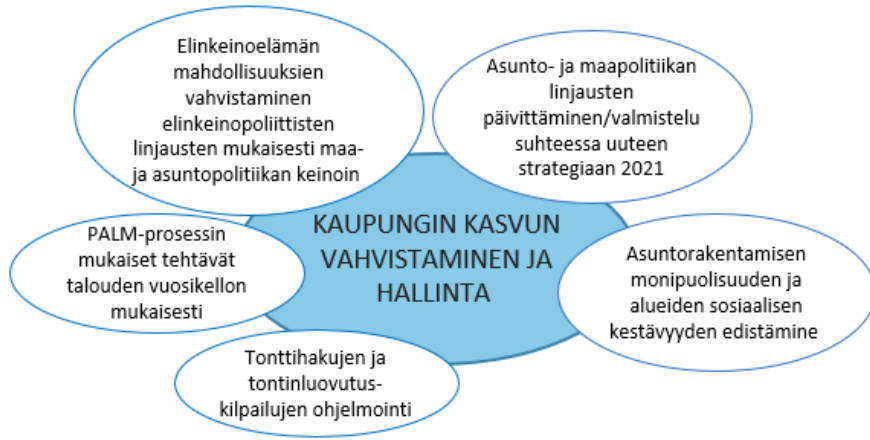 Elinkeinoelämän
mahdollisuuksien
vahvistaminen
elinkeinopoliittisten
linjausten mukaisesti maa-
ja asuntopolitiikan keinoin
Asunto- ja maapolitiikan
linjausten
päivittäminen/valmistelu
suhteessa uuteen
strategiaan 2021
KAUPUNGIN KASVUN
VAHVISTAMINEN JA
HALLINTA
PALM-prosessin
mukaiset tehtävät
talouden vuosikellon
mukaisesti
Asuntorakentamisen
monipuolisuuden ja
alueiden sosiaalisen
kestävyyden edistämine
Tonttihakujen ja
tontinluovutus-
kilpailujen ohjelmointi